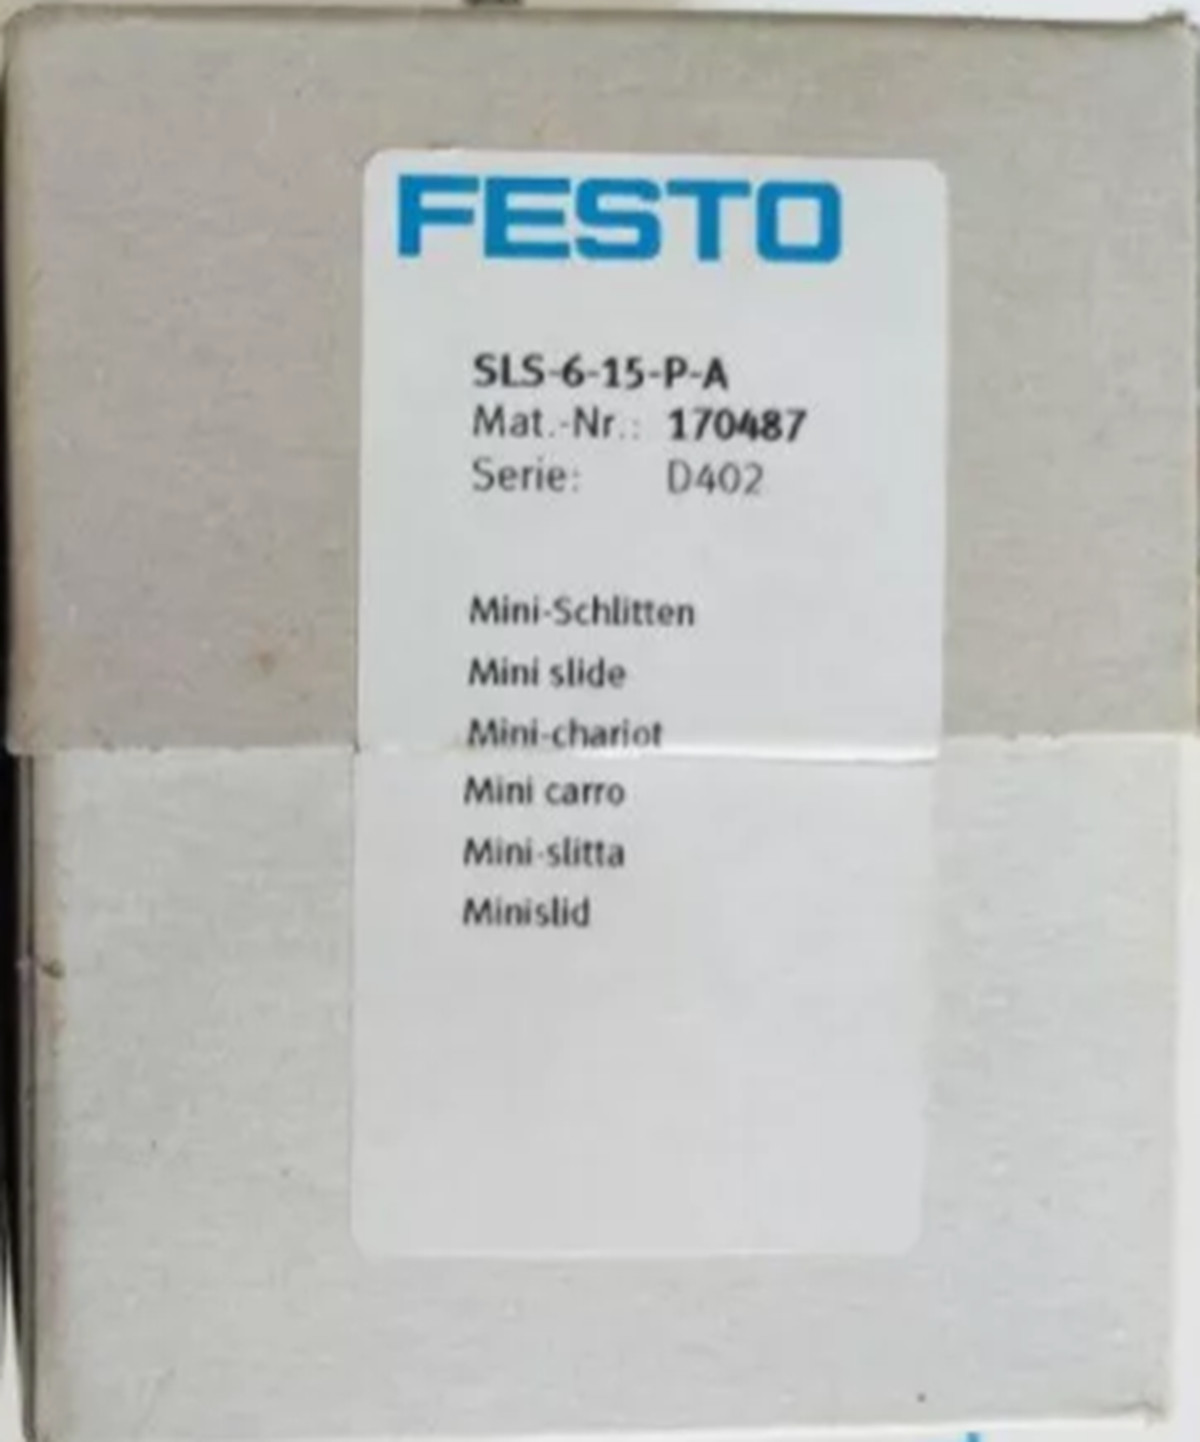 FESTO
SLS-6-15-P-A
Mat.-Nr.: 170487
Serie: D402
Mini-Schlitten
Mini slide
Mini-chariot
Mini carro
Mini-slitta
Minislid